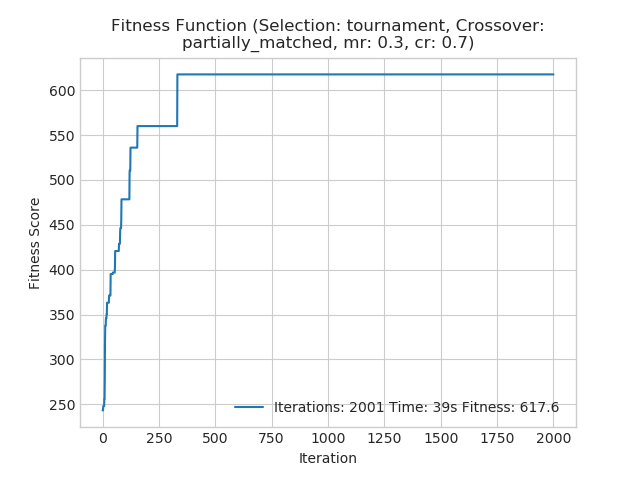 Fitness Function (Selection: tournament, Crossover:
partially_matched, mr: 0.3, cr: 0.7)
Fitness Score
600
550
500
450
400
350
300
250
Iterations: 2001 Time: 39s Fitness: 617.6
0 250 500 750 1000 1250 1500 1750 2000
Iteration